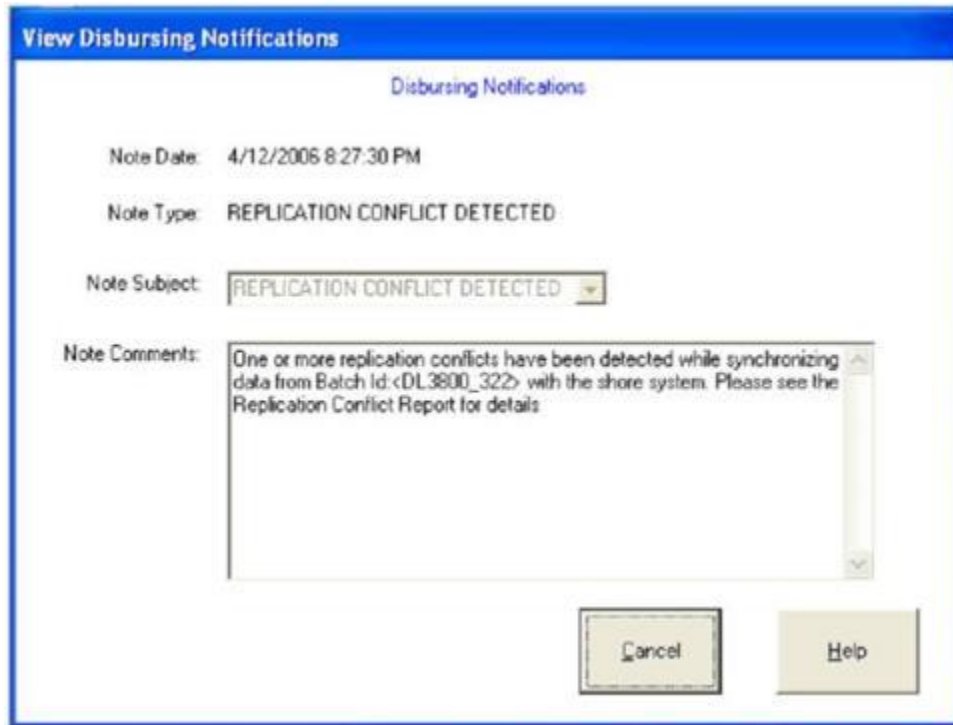 View Disbursing Notifications
Disbursing Notifications
Note Date: 4/12/2006 8:27:30 PM
Note Type: REPLICATION CONFLICT DETECTED
Note Subject: REPLICATION CONFLICT DETECTED
Note Comments: One or more replication conflicts have been detected while synchronizing
data from Batch Id:<DL3800_322> with the shore system. Please see the
Replication Conflict Report for details
Cancel Help